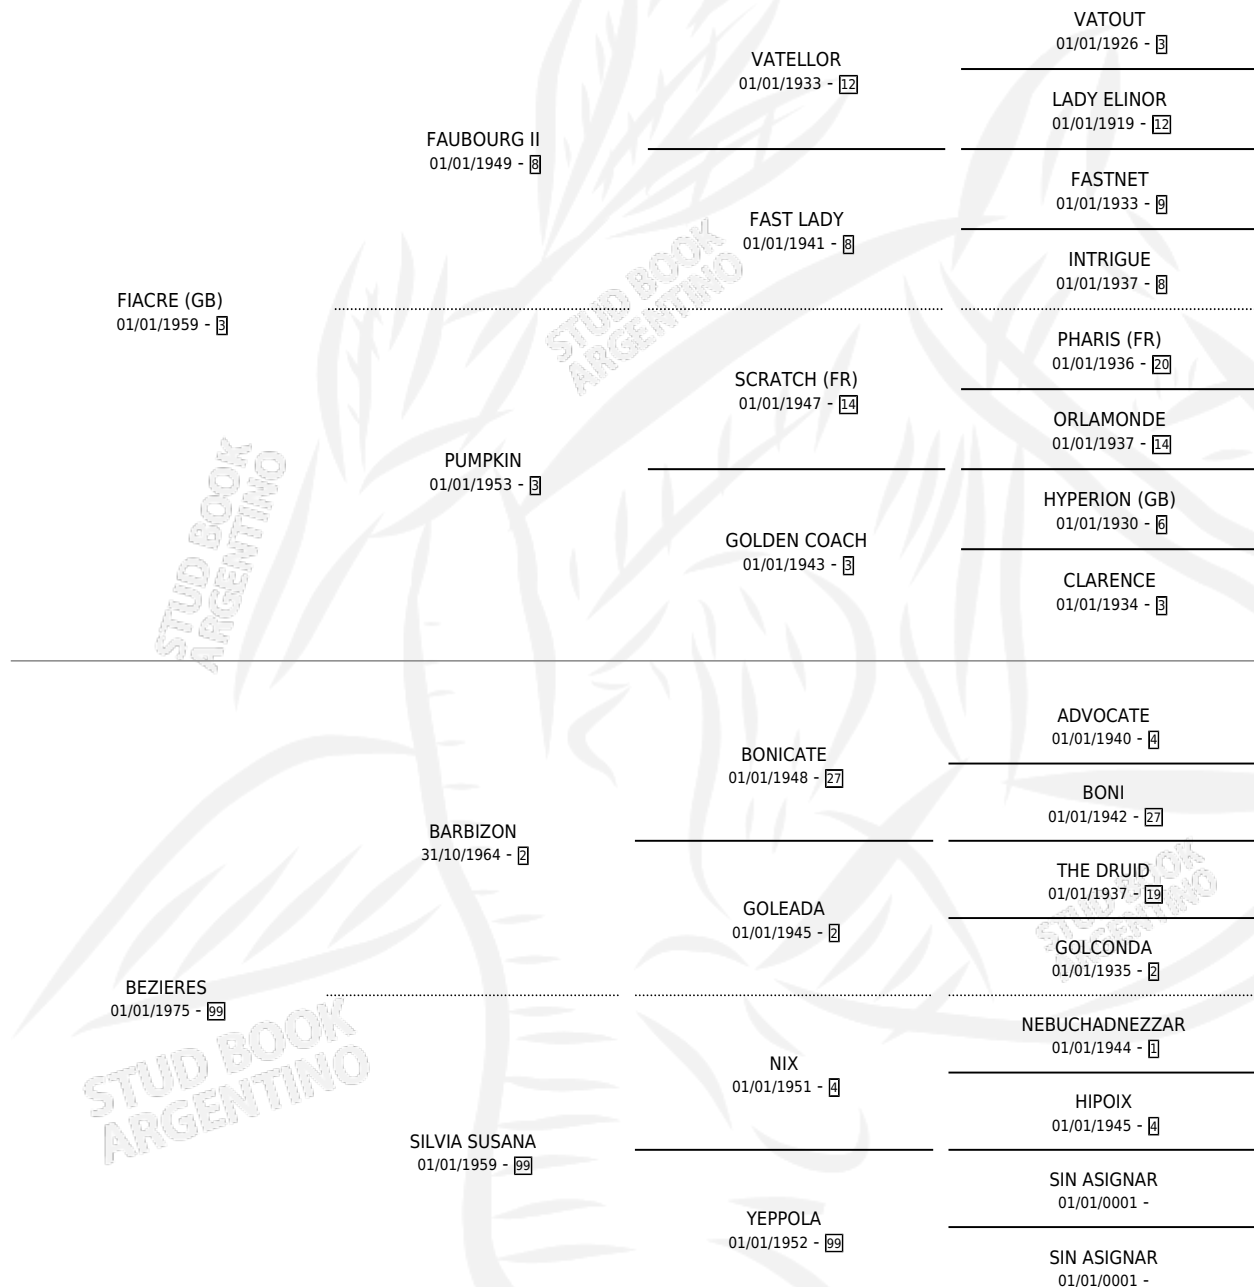 VATOUT
01/01/1926 - 3
VATELLOR
01/01/1933 - 12
LADY ELINOR
01/01/1919 - 12
FAUBOURG II
01/01/1949 - 8
FASTNET
01/01/1933 - 9
FAST LADY
01/01/1941 - 8
INTRIGUE
01/01/1937 - 8
FIACRE (GB)
01/01/1959 - 3
PHARIS (FR)
01/01/1936 - 20
SCRATCH (FR)
01/01/1947 - 14
ORLAMONDE
01/01/1937 - 14
PUMPKIN
01/01/1953 - 3
HYPERION (GB)
01/01/1930 - 6
GOLDEN COACH
01/01/1943 - 3
CLARENCE
01/01/1934 - 3
STUD BOOK
ARGENTINO
STUD BOOK
ARGENTINO
ADVOCATE
01/01/1940 - 4
BONICATE
01/01/1948 - 27
BONI
01/01/1942 - 27
BARBIZON
31/10/1964 - 2
THE DRUID
01/01/1937 - 19
GOLEADA
01/01/1945 - 2
GOLCONDA
01/01/1935 - 2
STUD BOOK
ARGENTINO
BEZIERES
01/01/1975 - 99
NEBUCHADNEZZAR
01/01/1944 - 1
NIX
01/01/1951 - 4
HIPOIX
01/01/1945 - 4
STUD BOOK
ARGENTINO
SILVIA SUSANA
01/01/1959 - 99
SIN ASIGNAR
01/01/0001 -
YEPPOLA
01/01/1952 - 99
SIN ASIGNAR
01/01/0001 -